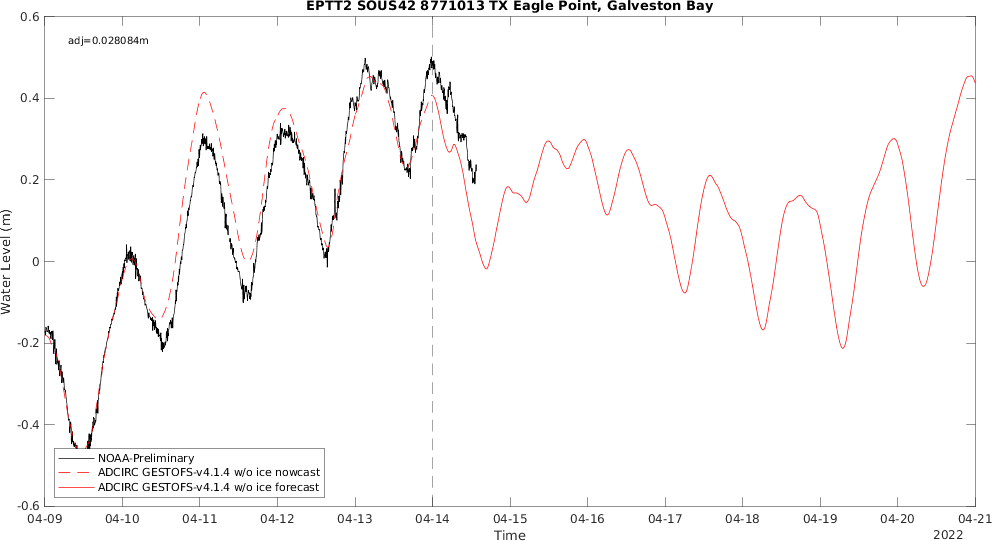 EPTT2 SOUS42 8771013 TX Eagle Point, Galveston Bay
adj=0.028084m
0.6
0.4
0.2
0
-0.2
-0.4
-0.6
Water Level (m)
NOAA-Preliminary
ADCIRC GESTOFS-v4.1.4 w/o ice nowcast
ADCIRC GESTOFS-v4.1.4 w/o ice forecast
04-09 04-10 04-11 04-12 04-13 04-14 04-15 04-16 04-17 04-18 04-19 04-20 04-21
Time
2022